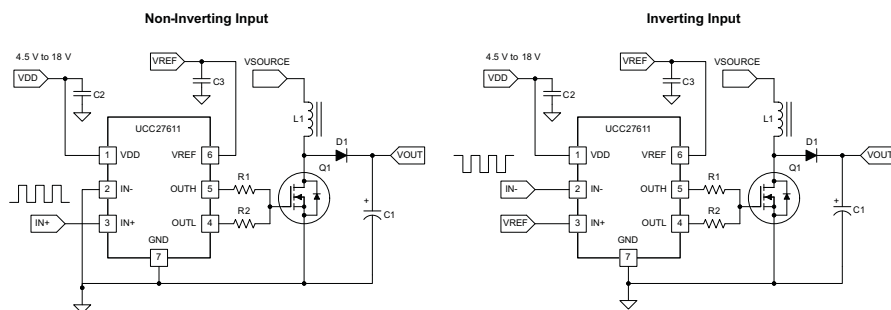 Non-Inverting Input
4.5 V to 18 V
VDD
C2
VREF
C3
VSOURCE
L1
UCC27611
D1
VOUT
1 VDD
VREF 6
Q1
R1
2 IN-
OUTH 5
R2
C1
+
IN+
3 IN+
OUTL 4
GND
7
Inverting Input
4.5 V to 18 V
VDD
C2
VREF
C3
VSOURCE
L1
UCC27611
D1
VOUT
1 VDD
VREF 6
Q1
R1
IN-
2 IN-
OUTH 5
R2
C1
+
VREF
3 IN+
OUTL 4
GND
7